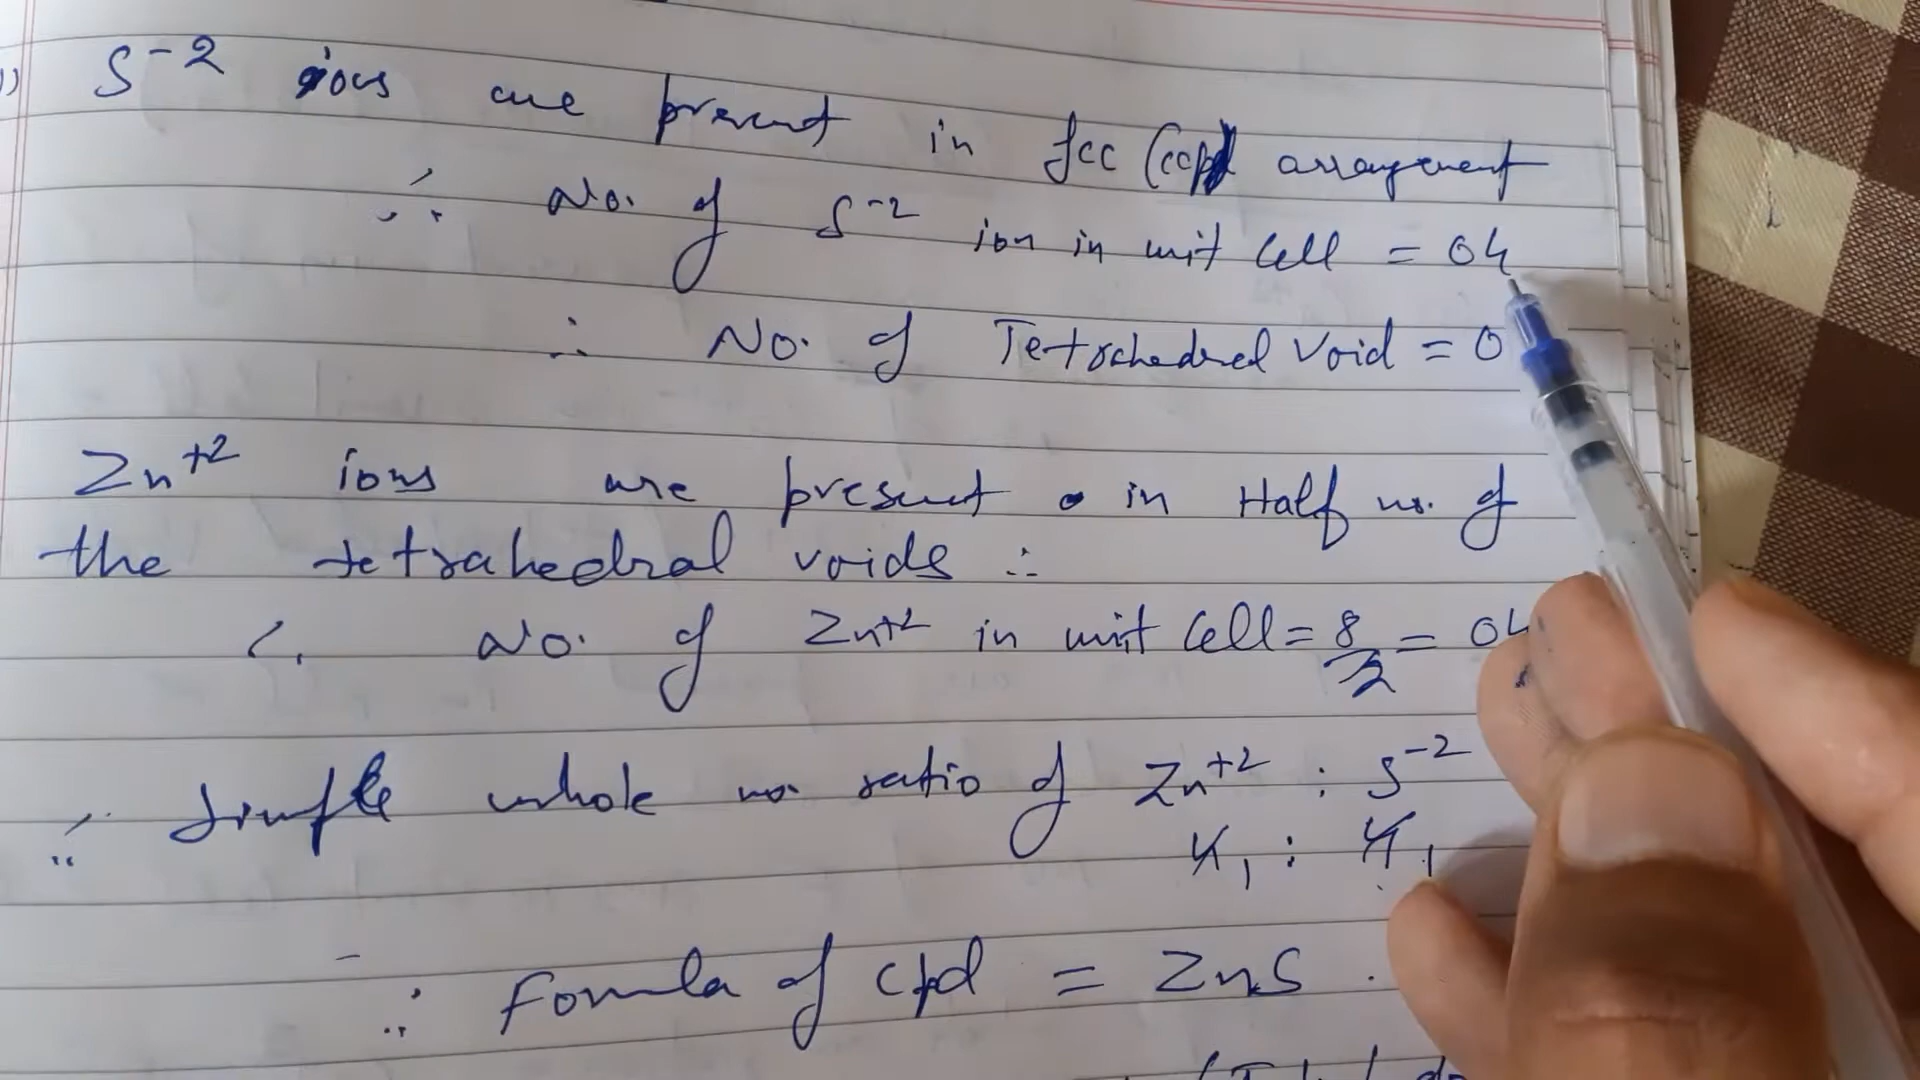 S⁻² ions are present in fcc (ccp) arrangement
∴ No. of S⁻² ion in unit Cell = 04
∴ No. of Tetrahedral Void = 0
Zn⁺² ions are present in Half no. of
the tetrahedral voids ∴
∴ No. of Zn⁺² in unit Cell = 8/2 = 04
∴ Simple whole no. ratio of Zn⁺² : S⁻²
4 1 : 4 1
∴ Formula of cpd = ZnS.